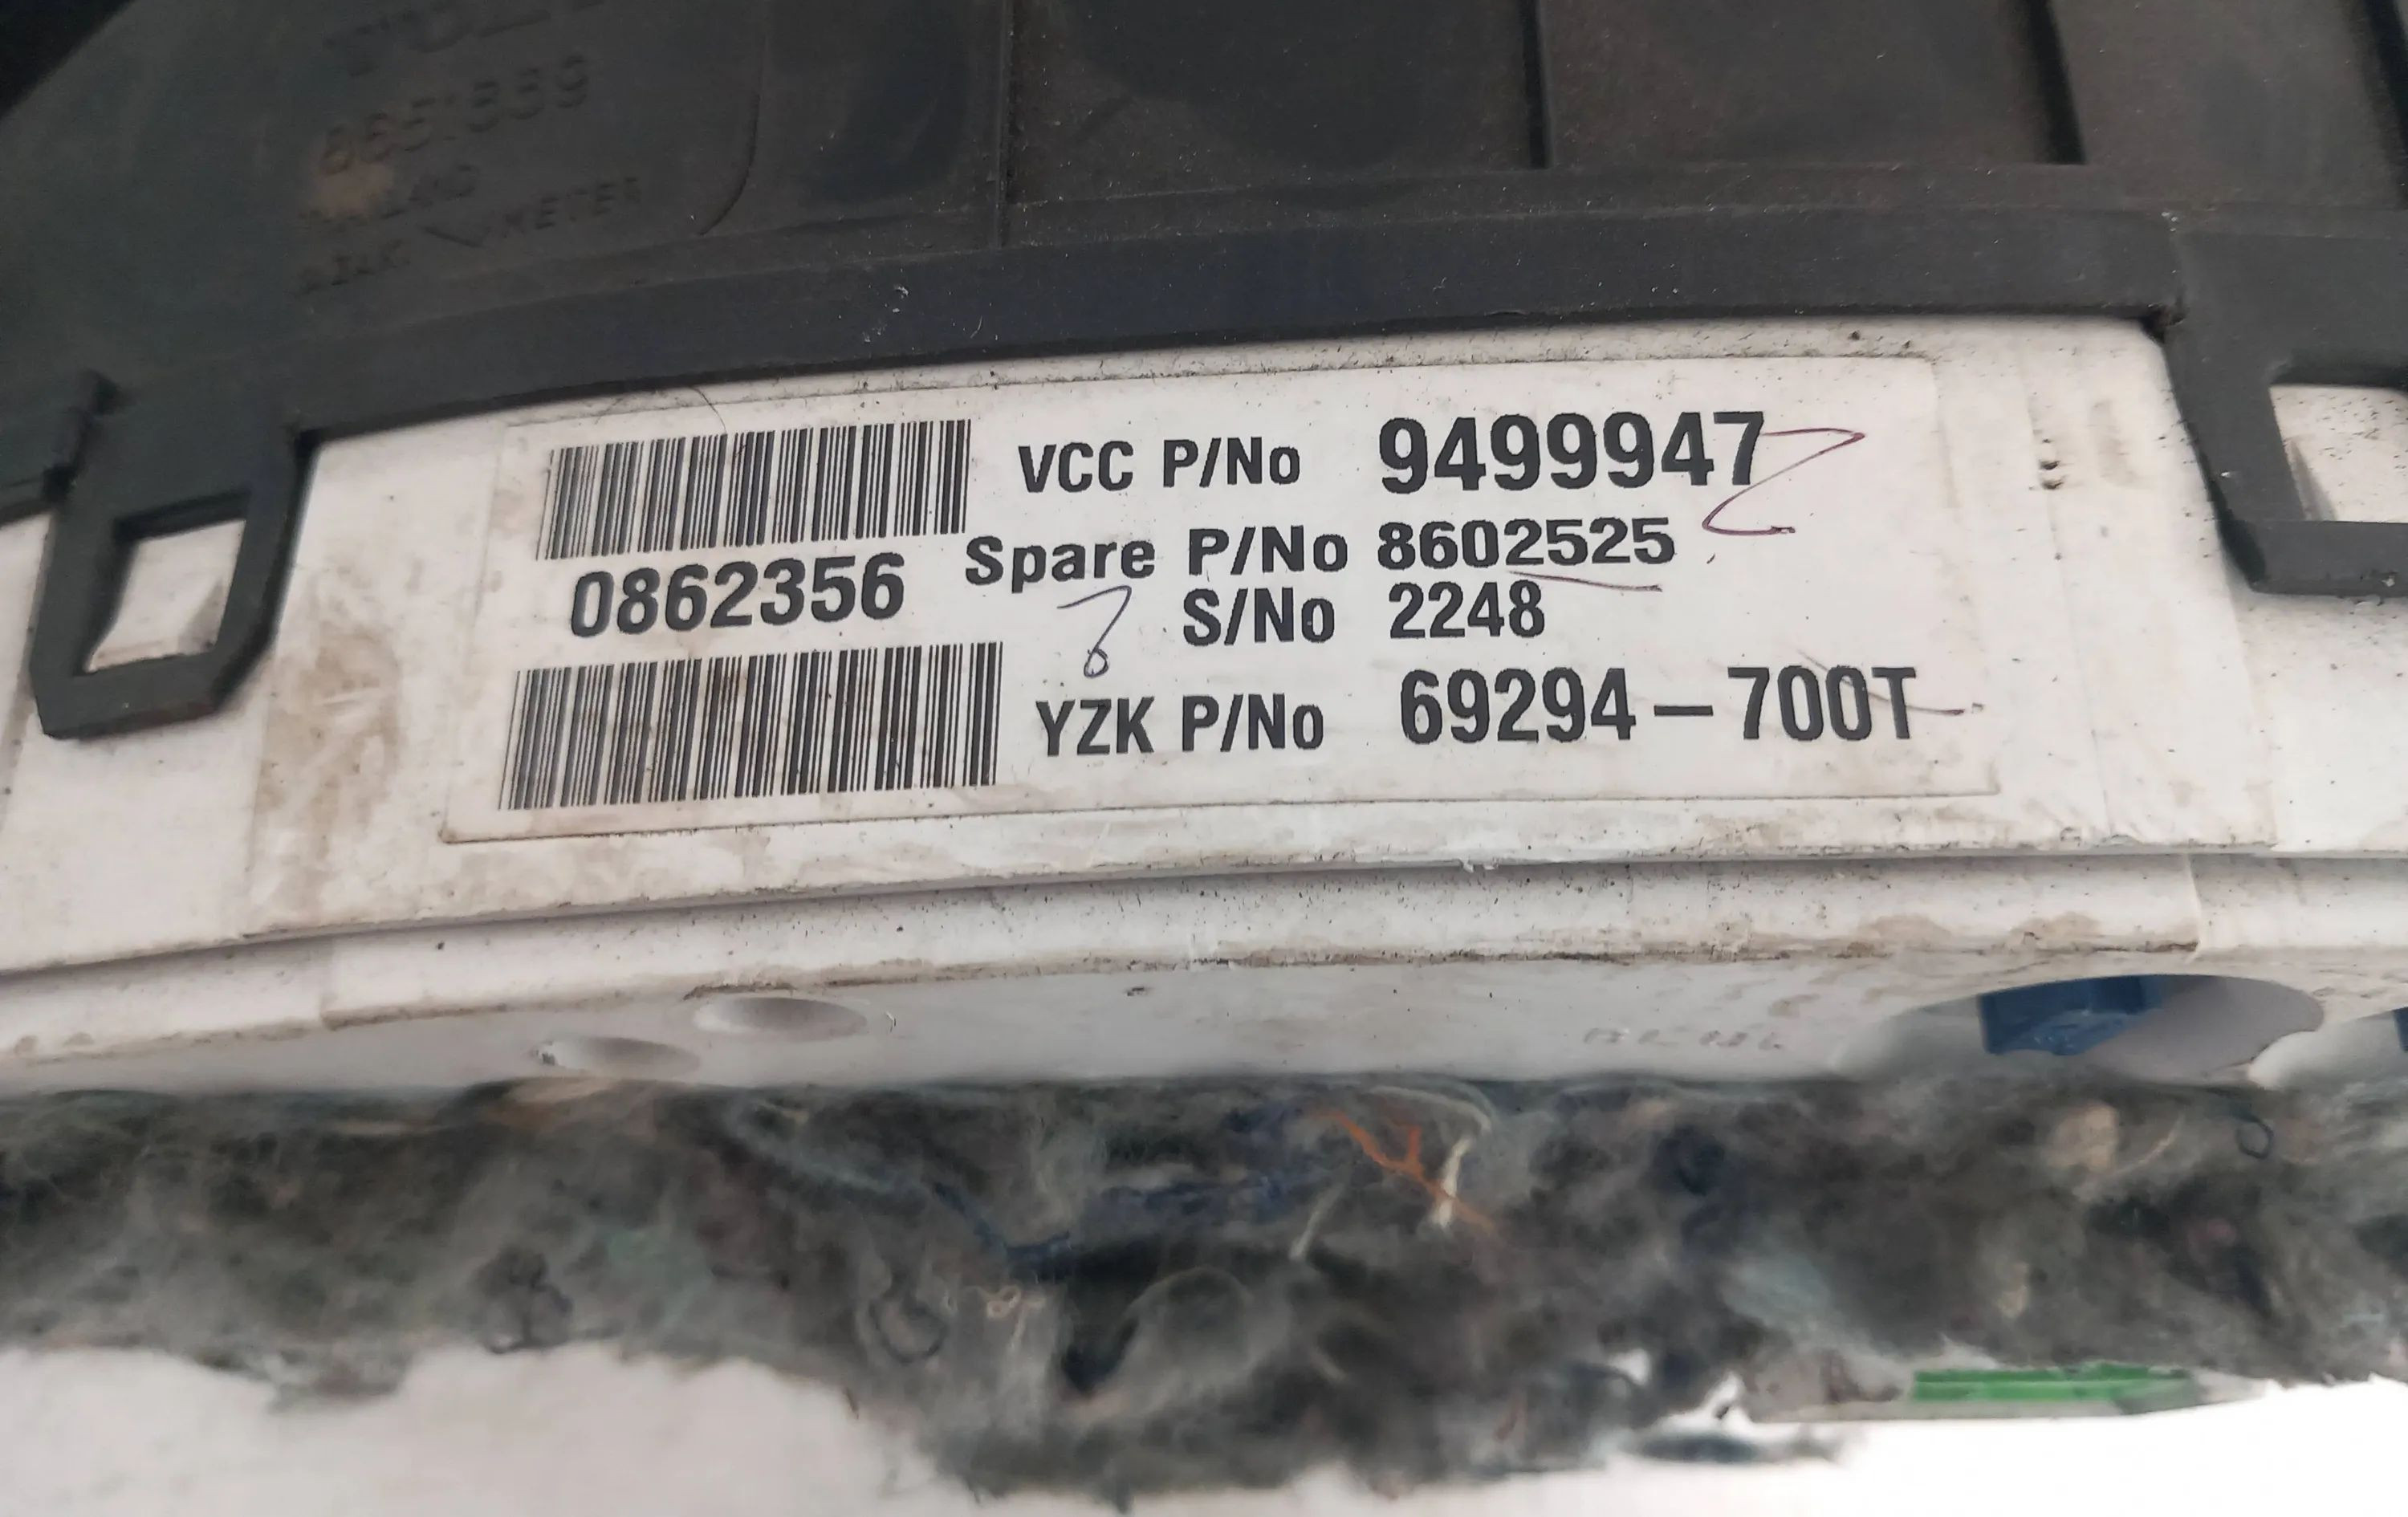 VCC P/No 9499947
Spare P/No 8602525
0862356
S/No 2248
YZK P/No 69294-700T